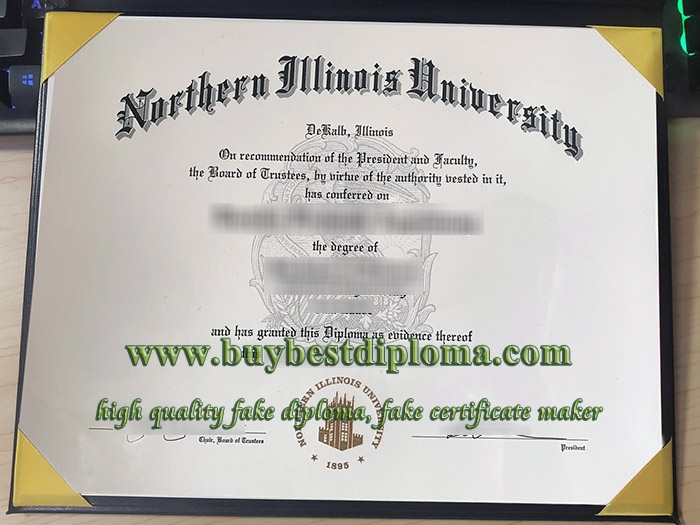 Northern Illinois University
DeKalb, Illinois
On recommendation of the President and Faculty,
the Board of Trustees, by virtue of the authority vested in it,
has conferred on
the degree of
and has granted this Diploma as evidence thereof
www.buybestdiploma.com
high quality fake diploma, fake certificate maker
NORTHERN ILLINOIS UNIVERSITY
1895
Chair, Board of Trustees
President